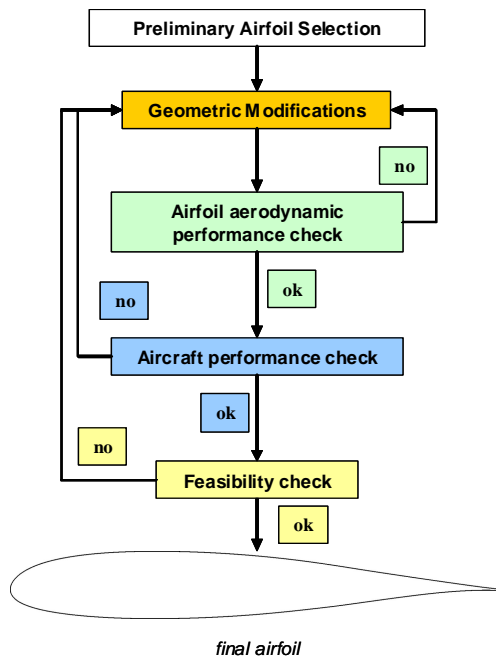 Preliminary Airfoil Selection
Geometric Modifications
no
Airfoil aerodynamic
performance check
no
ok
Aircraft performance check
ok
no
Feasibility check
ok
final airfoil